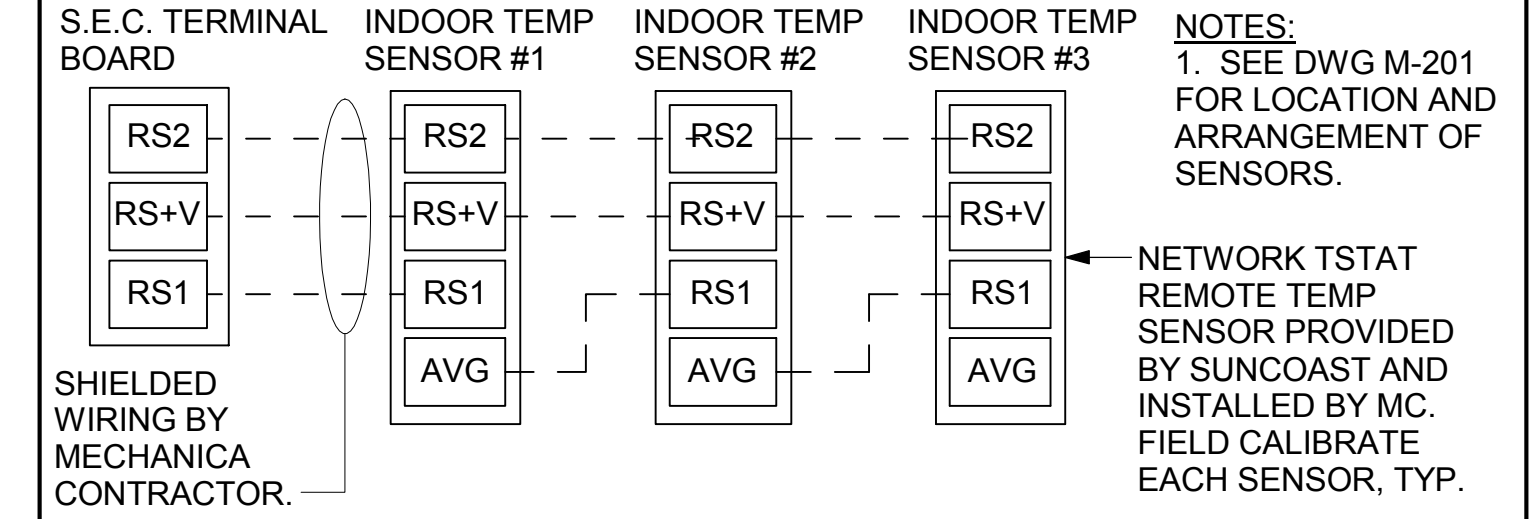 S.E.C. TERMINAL
BOARD
INDOOR TEMP
SENSOR #1
INDOOR TEMP
SENSOR #2
INDOOR TEMP
SENSOR #3
RS2
RS+V
RS1
RS2
RS+V
RS1
AVG
RS2
RS+V
RS1
AVG
RS2
RS+V
RS1
AVG
SHIELDED
WIRING BY
MECHANICA
CONTRACTOR.
NOTES:
1. SEE DWG M-201
FOR LOCATION AND
ARRANGEMENT OF
SENSORS.
NETWORK TSTAT
REMOTE TEMP
SENSOR PROVIDED
BY SUNCOAST AND
INSTALLED BY MC.
FIELD CALIBRATE
EACH SENSOR, TYP.